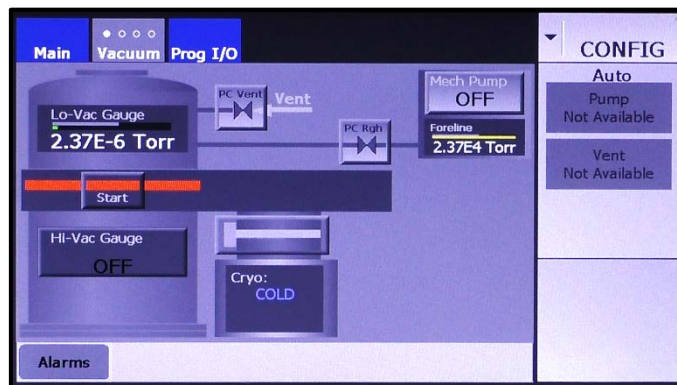 Main
Vacuum
Prog I/O
CONFIG
Auto
Pump
Not Available
Vent
Not Available
Lo-Vac Gauge
2.37E-6 Torr
PC Vent
Vent
PC Rgh
Mech Pump
OFF
Foreline
2.37E4 Torr
Start
Hi-Vac Gauge
OFF
Cryo:
COLD
Alarms